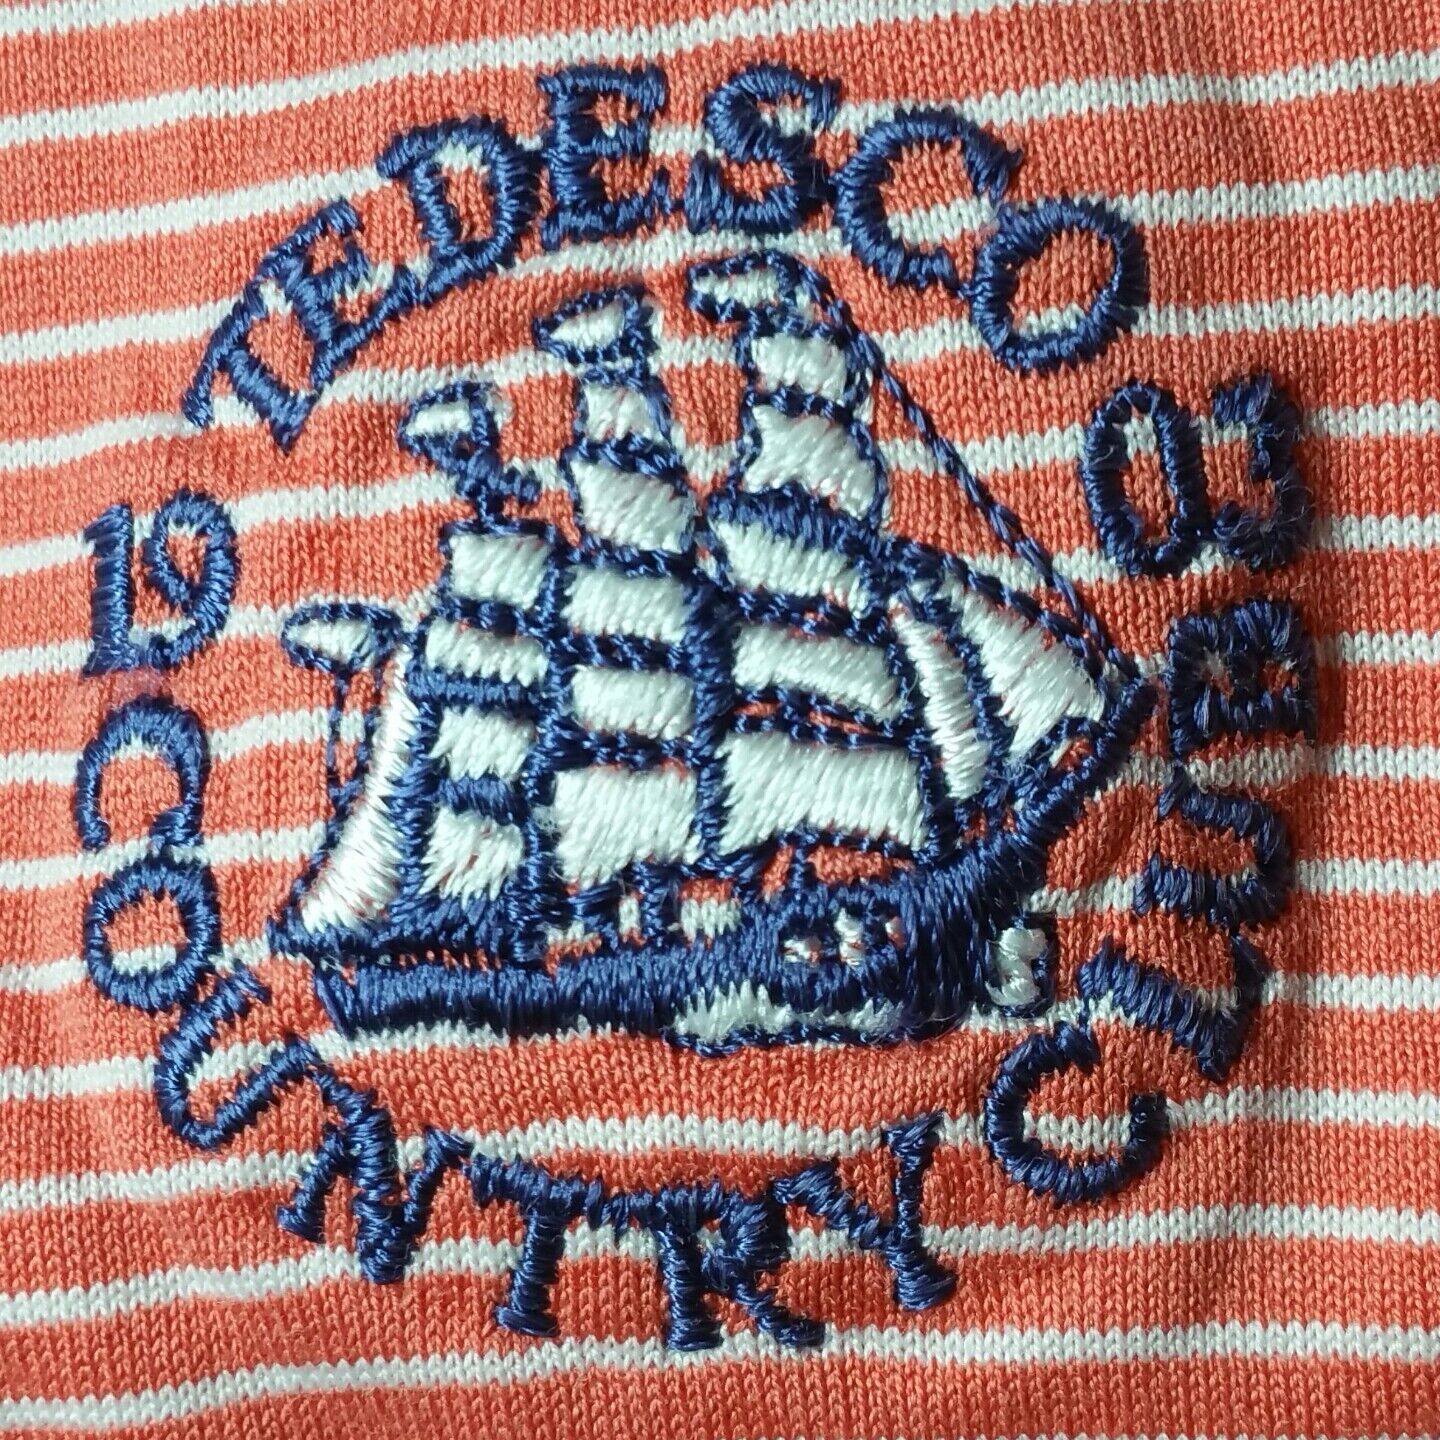 TEDESCO
19 03
COUNTRY CLUB